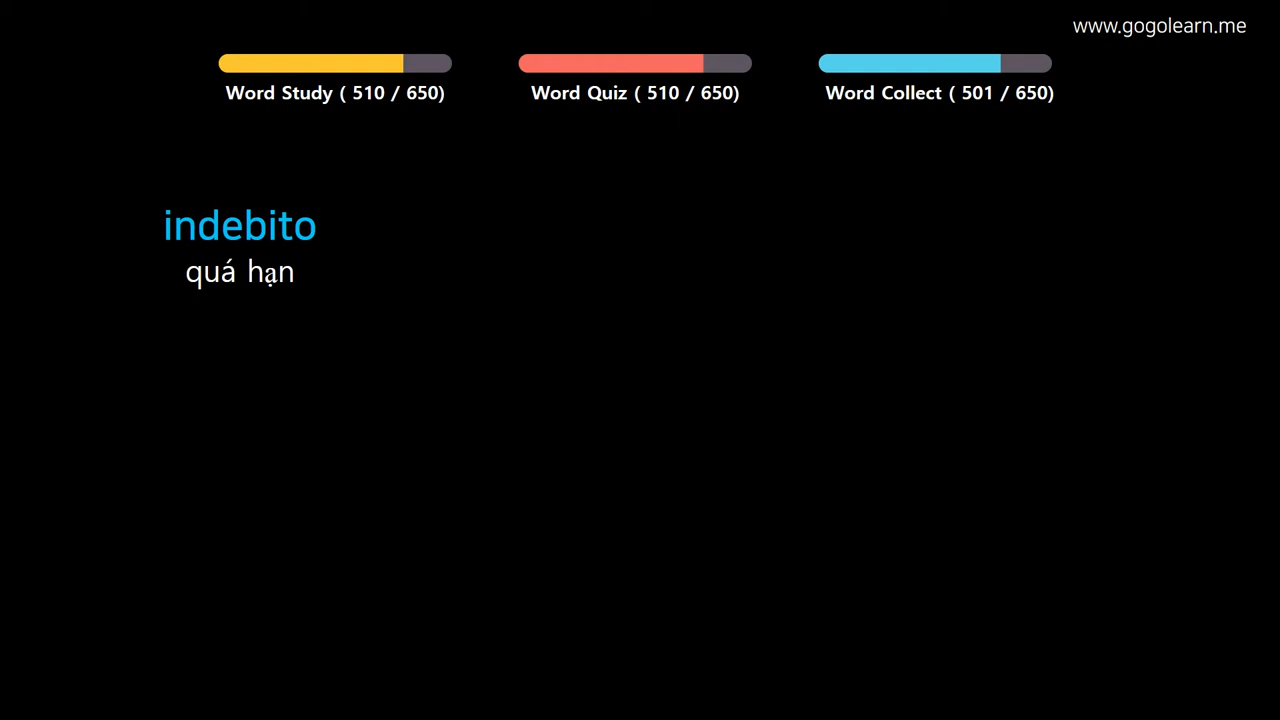 www.gogolearn.me
Word Study ( 510 / 650)
Word Quiz ( 510 / 650)
Word Collect ( 501 / 650)
indebito
quá hạn